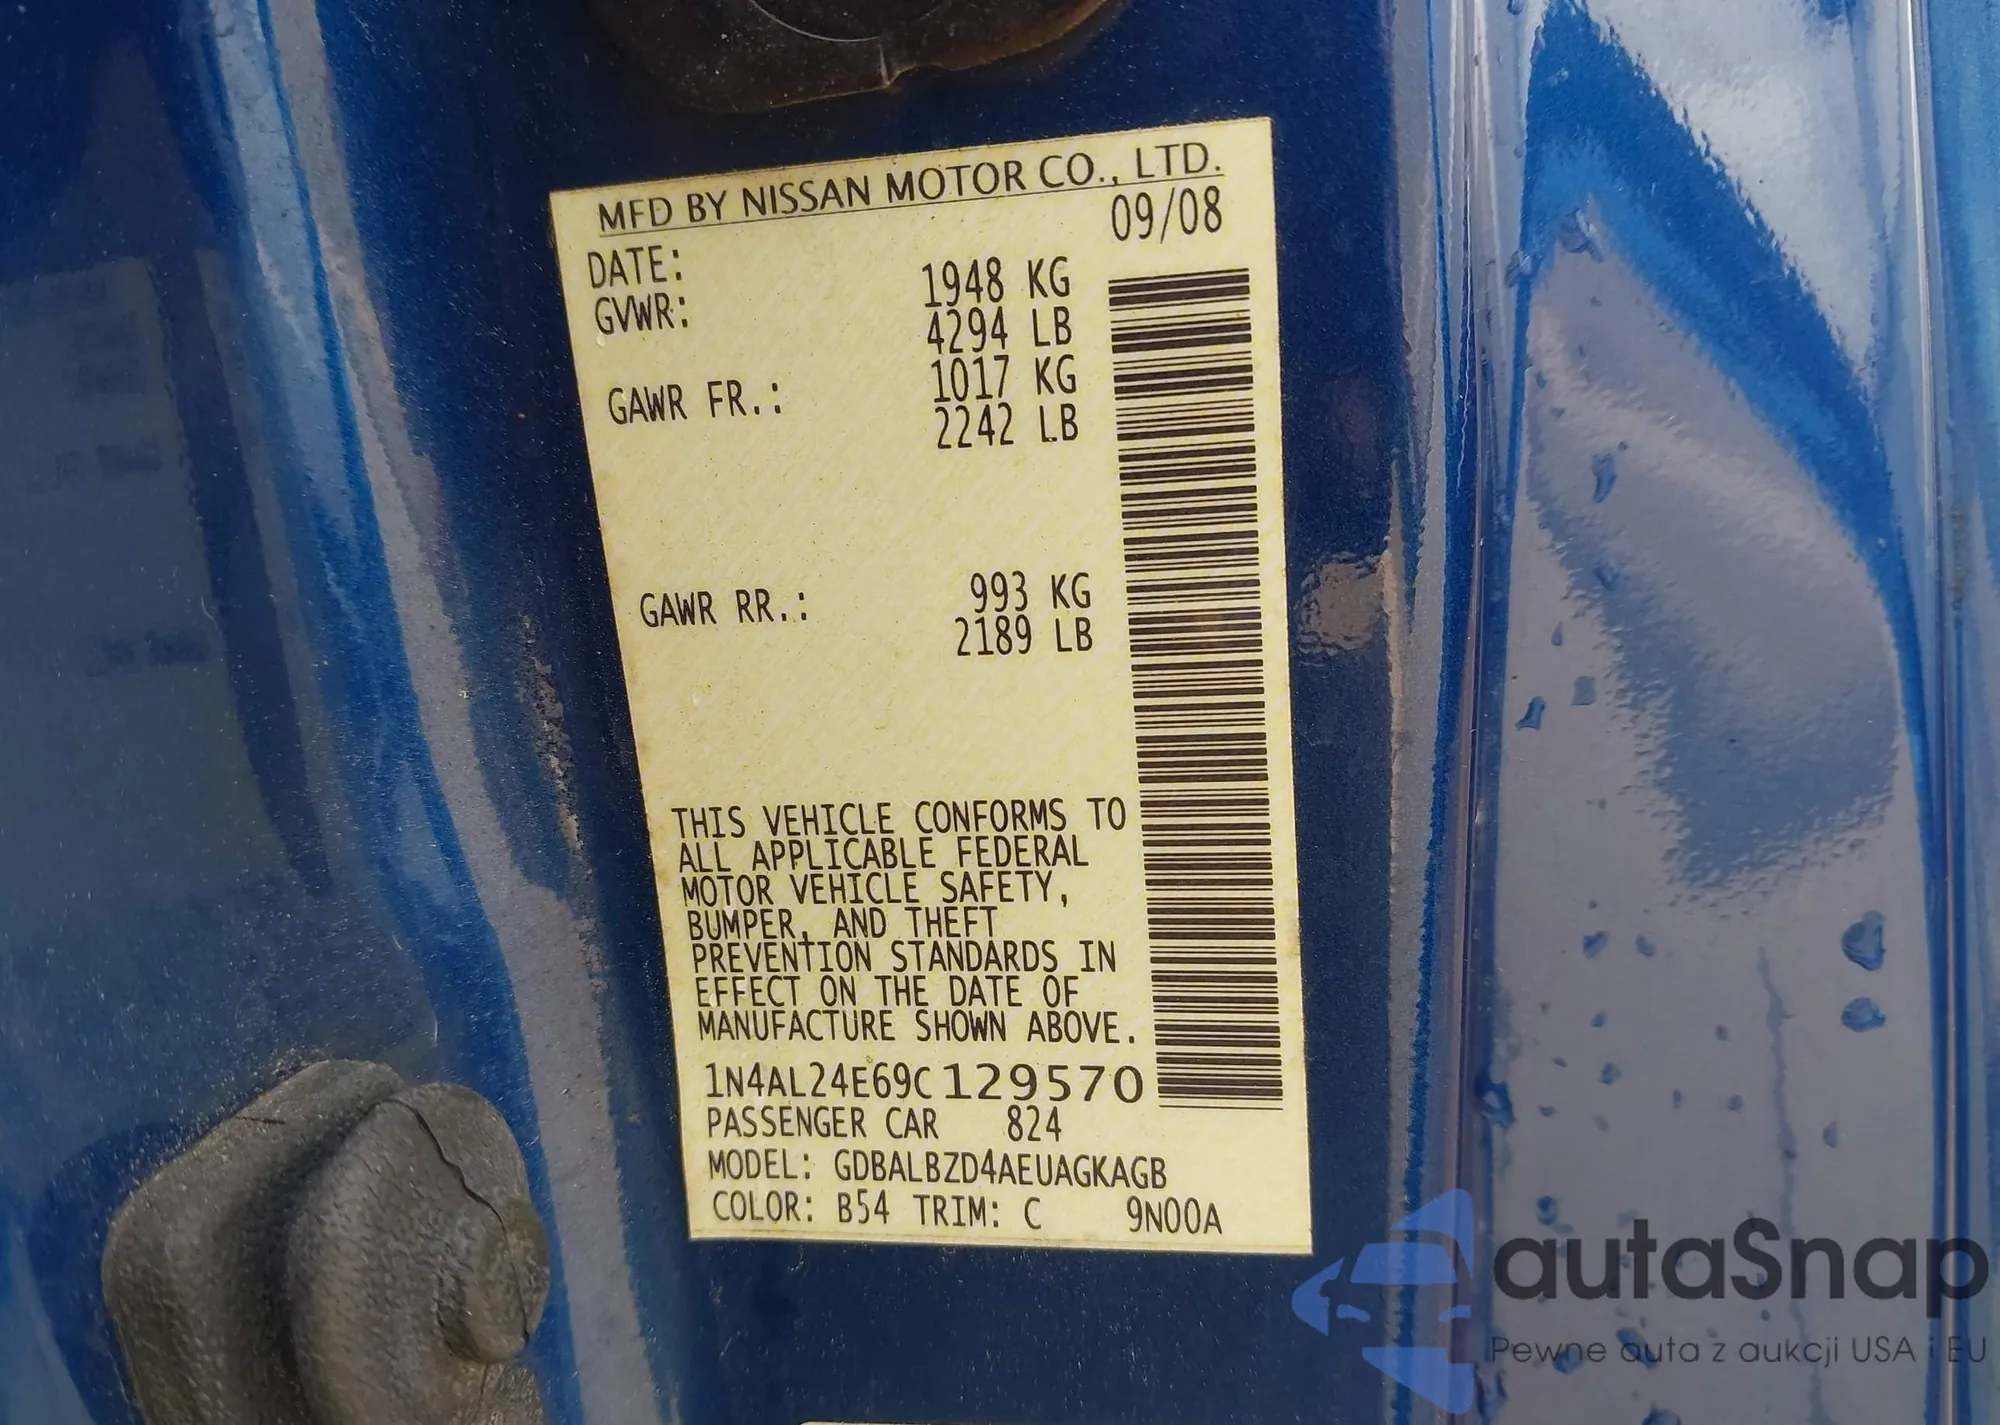 MFD BY NISSAN MOTOR CO., LTD.
DATE: 09/08
GVWR: 1948 KG
4294 LB
GAWR FR.: 1017 KG
2242 LB
GAWR RR.: 993 KG
2189 LB
THIS VEHICLE CONFORMS TO
ALL APPLICABLE FEDERAL
MOTOR VEHICLE SAFETY,
BUMPER, AND THEFT
PREVENTION STANDARDS IN
EFFECT ON THE DATE OF
MANUFACTURE SHOWN ABOVE.
1N4AL24E69C129570
PASSENGER CAR 824
MODEL: GDBALBZD4AEUAGKAGB
COLOR: B54 TRIM: C 9N00A
autaSnap
Pewne auta z aukcji USA i EU